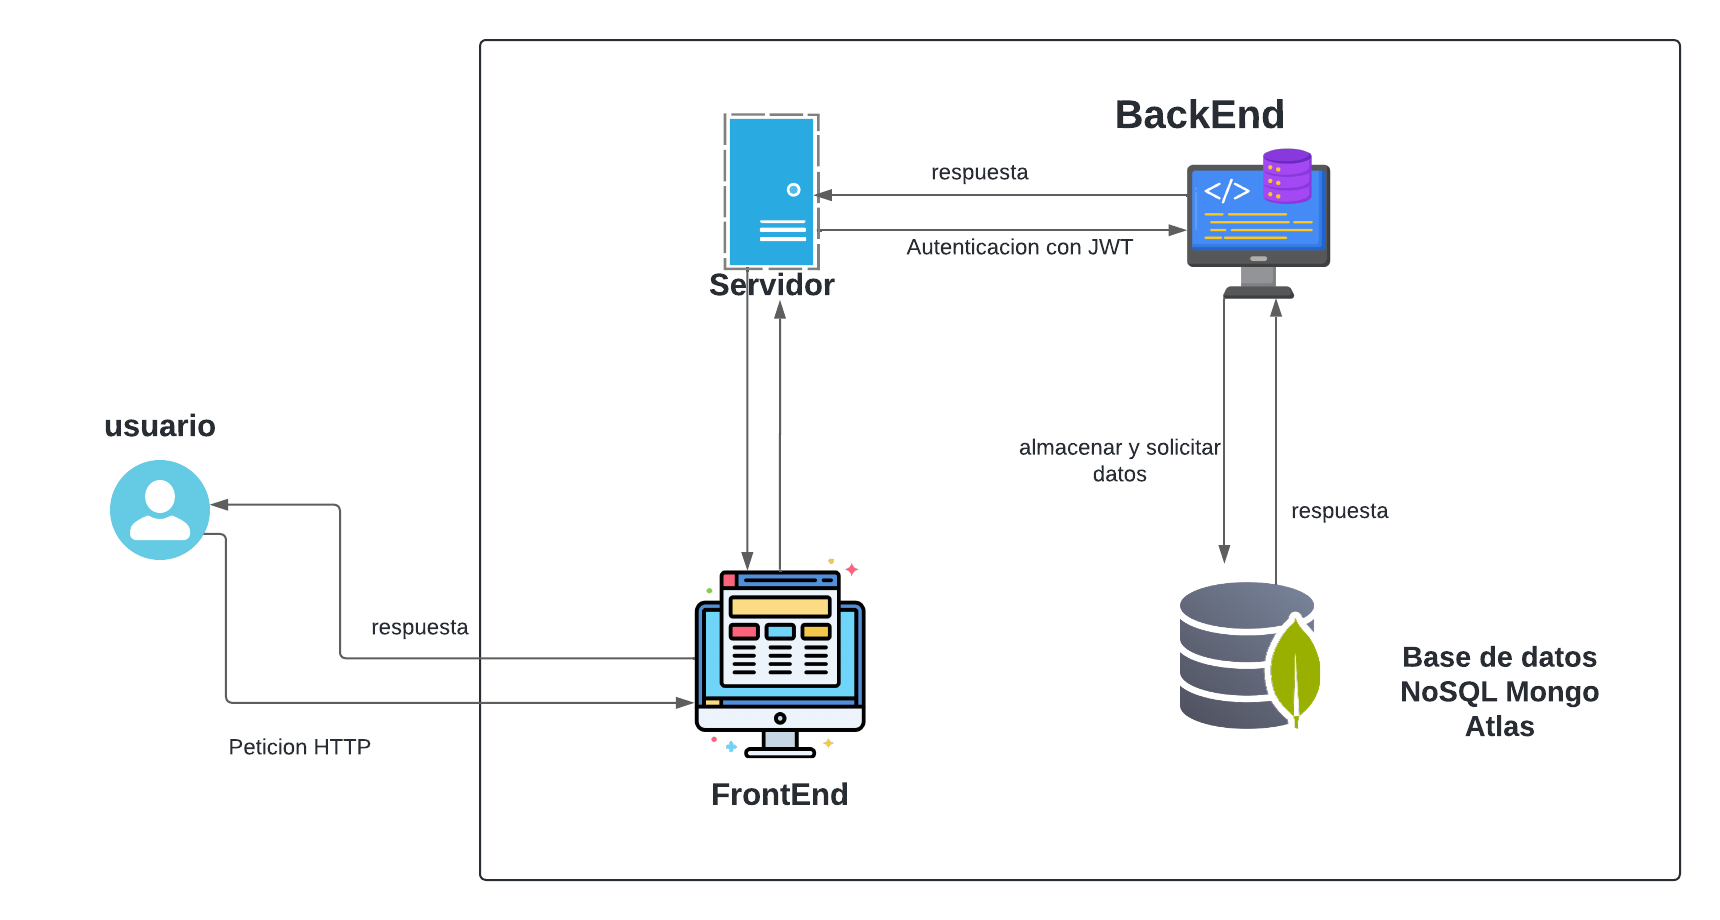 BackEnd
respuesta
Autenticacion con JWT
Servidor
usuario
almacenar y solicitar
datos
respuesta
respuesta
Peticion HTTP
Base de datos
NoSQL Mongo
Atlas
FrontEnd